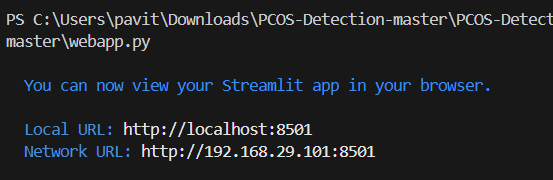 PS C:\Users\pavit\Downloads\PCOS-Detection-master\PCOS-Detect
master\webapp.py
You can now view your Streamlit app in your browser.
Local URL: http://localhost:8501
Network URL: http://192.168.29.101:8501